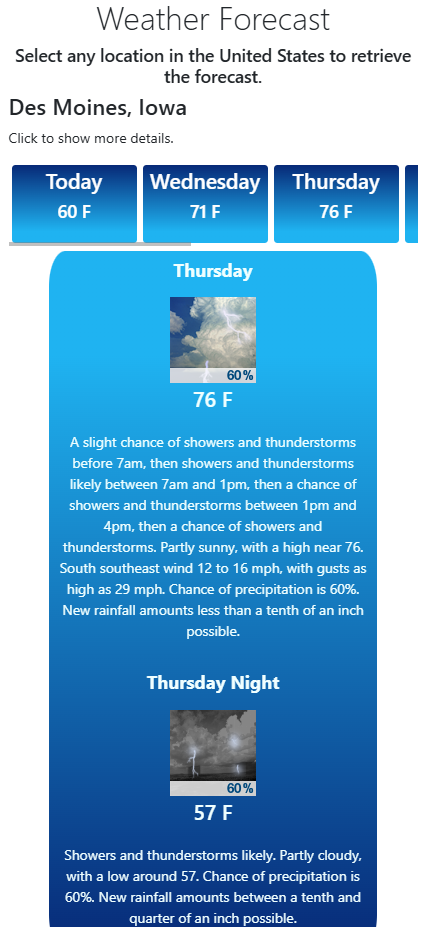 Weather Forecast
Select any location in the United States to retrieve
the forecast.
Des Moines, Iowa
Click to show more details.
Today
60 F
Wednesday
71 F
Thursday
76 F
Thursday
60%
76 F
A slight chance of showers and thunderstorms
before 7am, then showers and thunderstorms
likely between 7am and 1pm, then a chance of
showers and thunderstorms between 1pm and
4pm, then a chance of showers and
thunderstorms. Partly sunny, with a high near 76.
South southeast wind 12 to 16 mph, with gusts as
high as 29 mph. Chance of precipitation is 60%.
New rainfall amounts less than a tenth of an inch
possible.
Thursday Night
60%
57 F
Showers and thunderstorms likely. Partly cloudy,
with a low around 57. Chance of precipitation is
60%. New rainfall amounts between a tenth and
quarter of an inch possible.